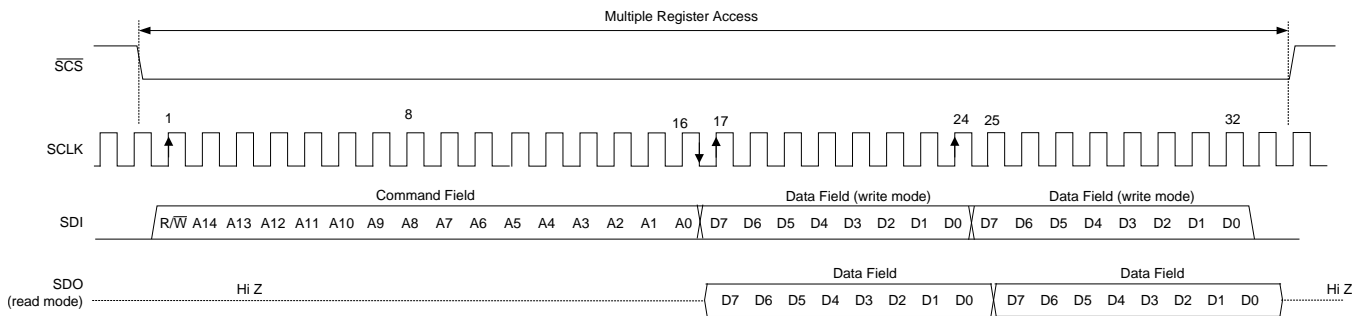 Multiple Register Access
SCS
SCLK
1 8 16 17 24 25 32
Command Field Data Field (write mode) Data Field (write mode)
SDI
R/W A14 A13 A12 A11 A10 A9 A8 A7 A6 A5 A4 A3 A2 A1 A0 D7 D6 D5 D4 D3 D2 D1 D0 D7 D6 D5 D4 D3 D2 D1 D0
SDO
(read mode)
Hi Z
Data Field Data Field
Hi Z
D7 D6 D5 D4 D3 D2 D1 D0 D7 D6 D5 D4 D3 D2 D1 D0